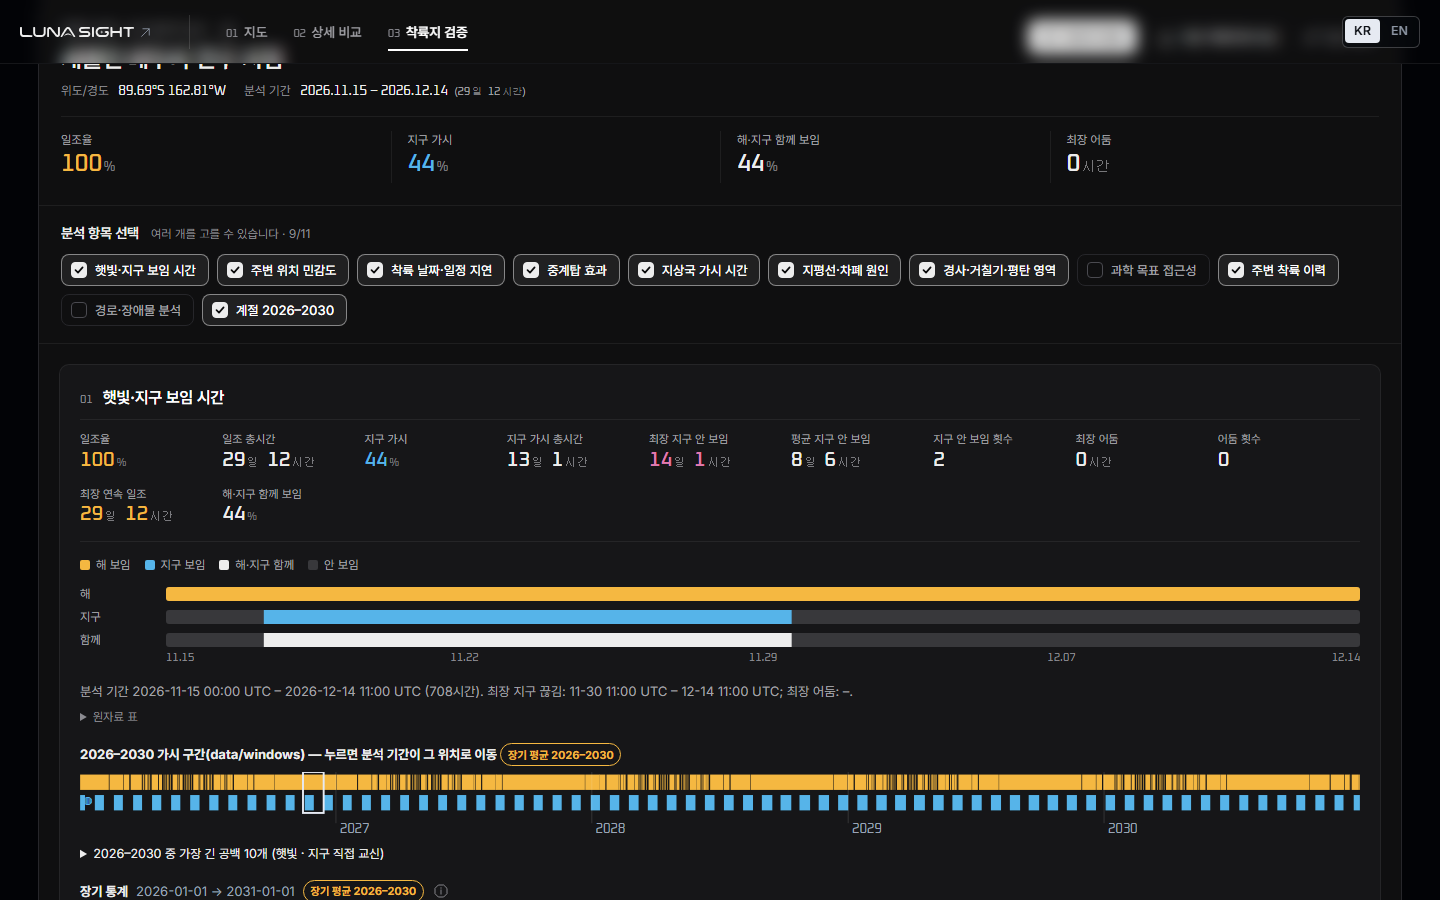 LUNA SIGHT ↗ 01 지도 02 상세 비교 03 착륙지 검증 KR EN
위도/경도 89.69°S 162.81°W 분석 기간 2026.11.15 – 2026.12.14 (29일 12시간)
일조율 지구 가시 해·지구 함께 보임 최장 어둠
100% 44% 44% 0시간
분석 항목 선택 여러 개를 고를 수 있습니다 · 9/11
햇빛·지구 보임 시간 주변 위치 민감도 착륙 날짜·일정 지연 중계탑 효과 지상국 가시 시간 지평선·차폐 원인 경사·거칠기·평탄 영역 과학 목표 접근성 주변 착륙 이력
경로·장애물 분석 계절 2026–2030
01 햇빛·지구 보임 시간
일조율 일조 총시간 지구 가시 지구 가시 총시간 최장 지구 안 보임 평균 지구 안 보임 지구 안 보임 횟수 최장 어둠 어둠 횟수
100% 29일 12시간 44% 13일 1시간 14일 1시간 8일 6시간 2 0시간 0
최장 연속 일조 해·지구 함께 보임
29일 12시간 44%
해 보임 지구 보임 해·지구 함께 안 보임
해
지구
함께
11.15 11.22 11.29 12.07 12.14
분석 기간 2026-11-15 00:00 UTC – 2026-12-14 11:00 UTC (708시간). 최장 지구 끊김: 11-30 11:00 UTC – 12-14 11:00 UTC; 최장 어둠: –.
▶ 원자료 표
2026–2030 가시 구간(data/windows) — 누르면 분석 기간이 그 위치로 이동 장기 평균 2026–2030
2027 2028 2029 2030
▶ 2026–2030 중 가장 긴 공백 10개 (햇빛 · 지구 직접 교신)
장기 통계 2026-01-01 → 2031-01-01 장기 평균 2026–2030 ⓘ